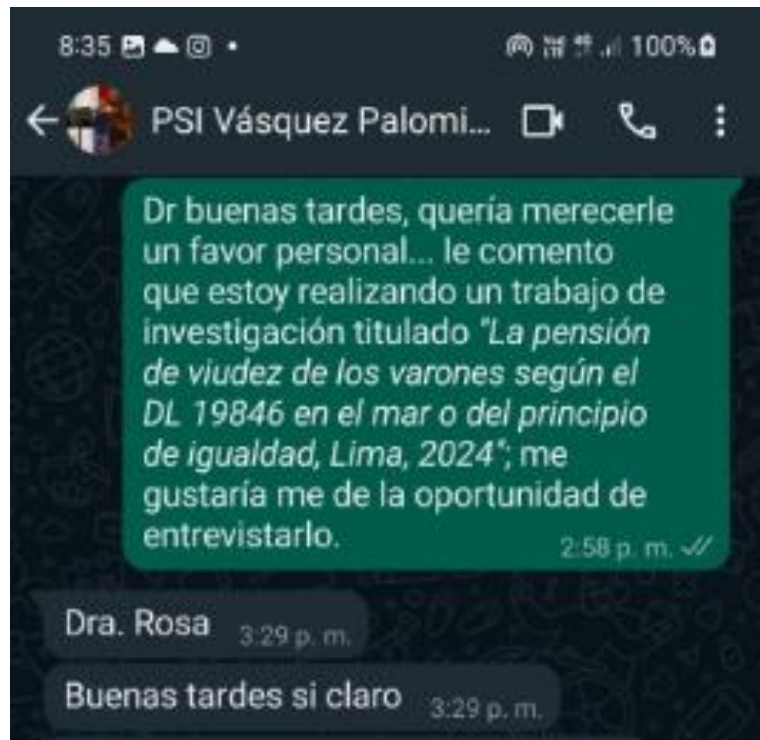 8:35
100%
PSI Vásquez Palomi...
Dr buenas tardes, quería merecerle
un favor personal... le comento
que estoy realizando un trabajo de
investigación titulado "La pensión
de viudez de los varones según el
DL 19846 en el mar o del principio
de igualdad, Lima, 2024"; me
gustaría me de la oportunidad de
entrevistarlo.
2:58 p. m.
Dra. Rosa 3:29 p. m.
Buenas tardes si claro 3:29 p. m.